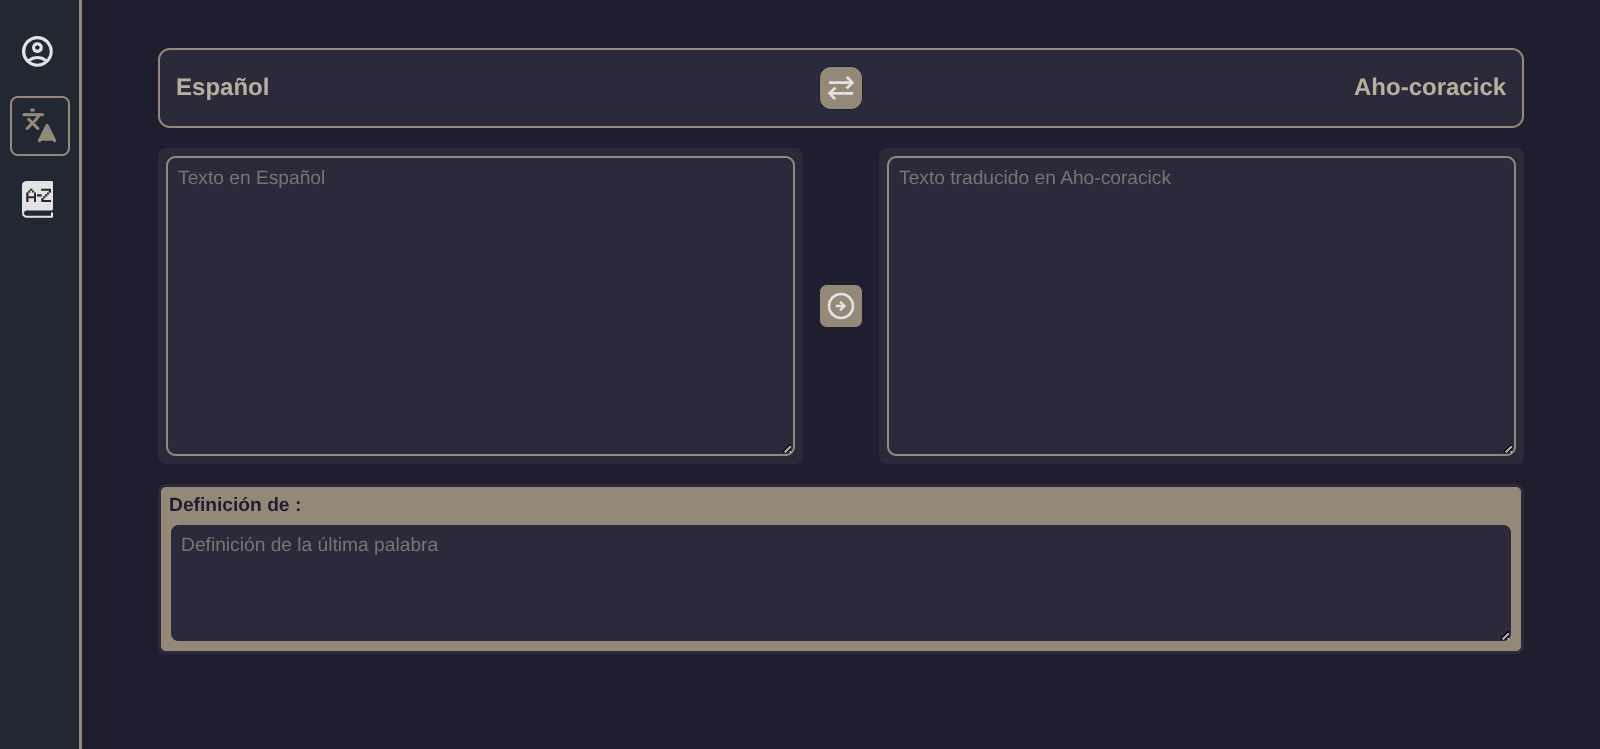 Español
Aho-coracick
A-Z
Texto en Español
Texto traducido en Aho-coracick
Definición de :
Definición de la última palabra